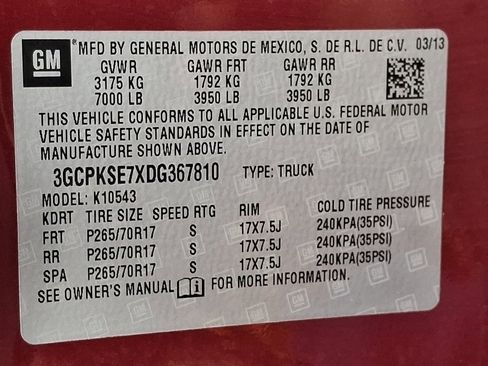 GM ® MFD BY GENERAL MOTORS DE MEXICO, S. DE R.L. DE C.V. 03/13
GVWR GAWR FRT GAWR RR
3175 KG 1792 KG 1792 KG
7000 LB 3950 LB 3950 LB
THIS VEHICLE CONFORMS TO ALL APPLICABLE U.S. FEDERAL MOTOR
VEHICLE SAFETY STANDARDS IN EFFECT ON THE DATE OF
MANUFACTURE SHOWN ABOVE.
3GCPKSE7XDG367810 TYPE: TRUCK
MODEL: K10543
KDRT TIRE SIZE SPEED RTG RIM COLD TIRE PRESSURE
FRT P265/70R17 S 17X7.5J 240KPA(35PSI)
RR P265/70R17 S 17X7.5J 240KPA(35PSI)
SPA P265/70R17 S 17X7.5J 240KPA(35PSI)
SEE OWNER'S MANUAL FOR MORE INFORMATION.